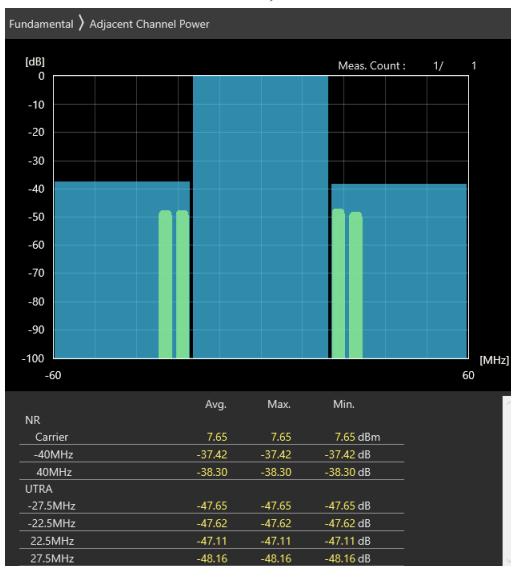 Fundamental 〉 Adjacent Channel Power
[dB]
Meas. Count : 1/ 1
0
-10
-20
-30
-40
-50
-60
-70
-80
-90
-100
[MHz]
-60 60
Avg. Max. Min.
NR
Carrier 7.65 7.65 7.65 dBm
-40MHz -37.42 -37.42 -37.42 dB
40MHz -38.30 -38.30 -38.30 dB
UTRA
-27.5MHz -47.65 -47.65 -47.65 dB
-22.5MHz -47.62 -47.62 -47.62 dB
22.5MHz -47.11 -47.11 -47.11 dB
27.5MHz -48.16 -48.16 -48.16 dB